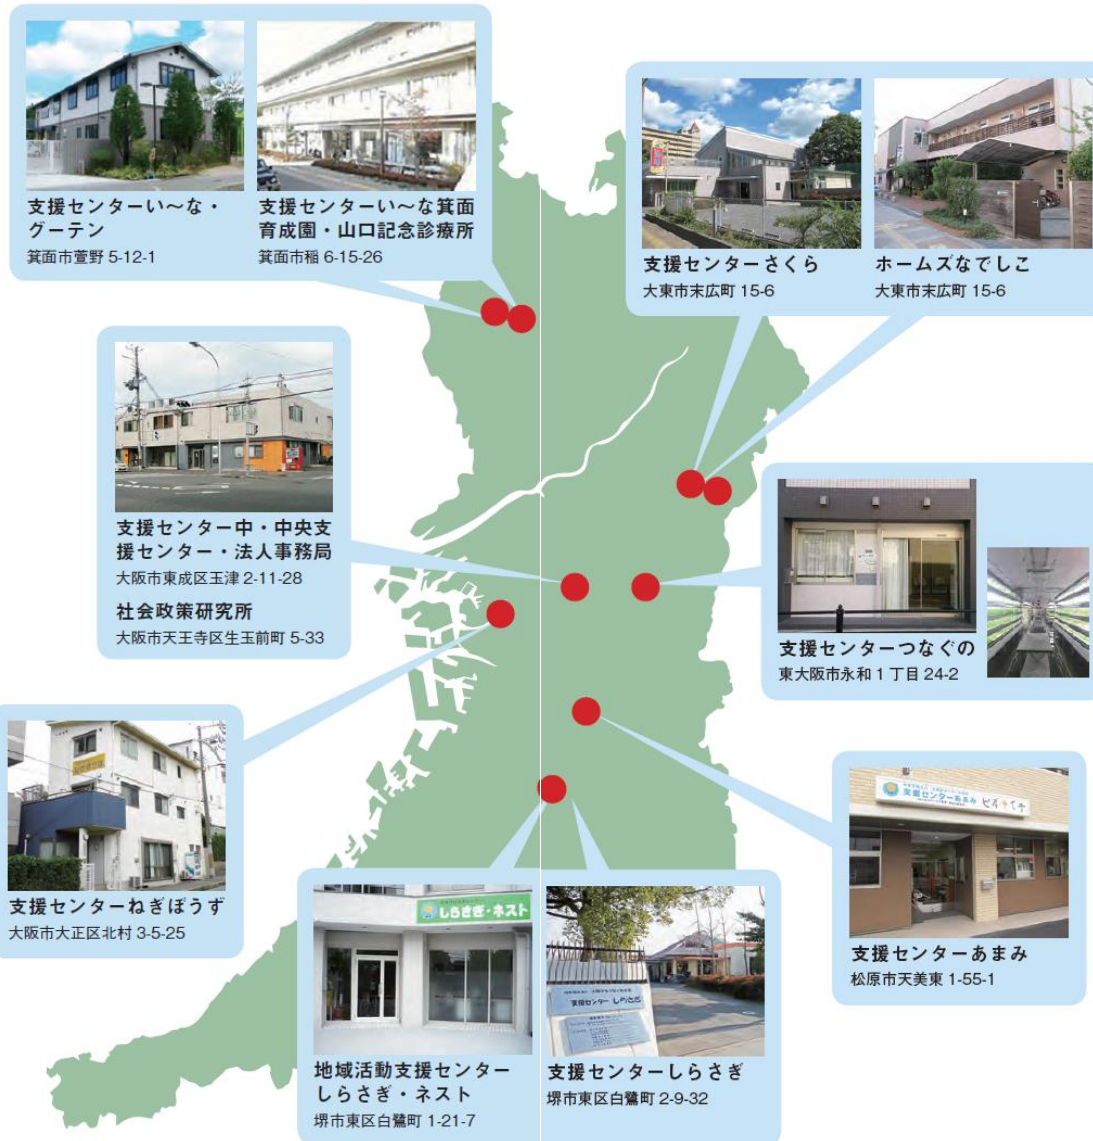 支援センターい〜な・
グーテン
箕面市萱野 5-12-1
支援センターい〜な箕面
育成園・山口記念診療所
箕面市稲 6-15-26
支援センターさくら
大東市末広町 15-6
ホームズなでしこ
大東市末広町 15-6
支援センター中・中央支
援センター・法人事務局
大阪市東成区玉津 2-11-28
社会政策研究所
大阪市天王寺区生玉前町 5-33
支援センターつなぐの
東大阪市永和 1 丁目 24-2
支援センターねぎぼうず
大阪市大正区北村 3-5-25
支援センターあまみ
支援センターあまみ
松原市天美東 1-55-1
しらさぎ・ネスト
地域活動支援センター
しらさぎ・ネスト
堺市東区白鷺町 1-21-7
支援センター しらさぎ
支援センターしらさぎ
堺市東区白鷺町 2-9-32